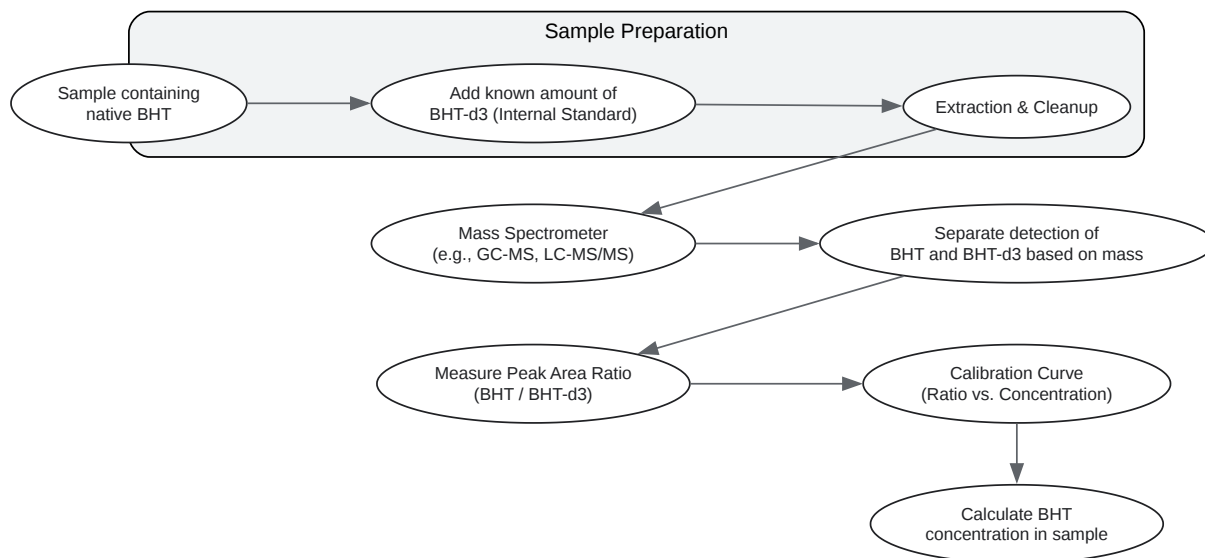 Sample Preparation
Sample containing
native BHT
Add known amount of
BHT-d3 (Internal Standard)
Extraction & Cleanup
Mass Spectrometer
(e.g., GC-MS, LC-MS/MS)
Separate detection of
BHT and BHT-d3 based on mass
Measure Peak Area Ratio
(BHT / BHT-d3)
Calibration Curve
(Ratio vs. Concentration)
Calculate BHT
concentration in sample